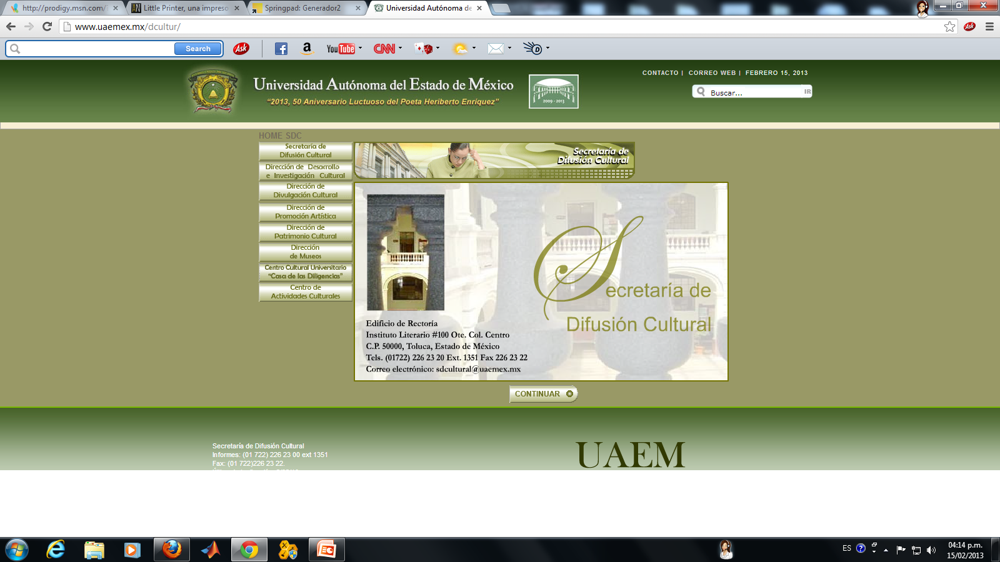 http://prodigy.msn.com/
Little Printer, una impreso
Springpad: Generador2
Universidad Autónoma de
www.uaemex.mx/dcultur/
Search
Ask
a
YouTube
CNN
D
Ask
Universidad Autónoma del Estado de México
“2013, 50 Aniversario Luctuoso del Poeta Heriberto Enríquez”
2009 - 2013
CONTACTO | CORREO WEB | FEBRERO 15, 2013
Buscar...
IR
HOME SDC
Secretaría de
Difusión Cultural
Dirección de Desarrollo
e Investigación Cultural
Dirección de
Divulgación Cultural
Dirección de
Promoción Artística
Dirección de
Patrimonio Cultural
Dirección
de Museos
Centro Cultural Universitario
“Casa de las Diligencias”
Centro de
Actividades Culturales
Secretaría de
Difusión Cultural
Secretaría de
Difusión Cultural
Edificio de Rectoría
Instituto Literario #100 Ote. Col. Centro
C.P. 50000, Toluca, Estado de México
Tels. (01722) 226 23 20 Ext. 1351 Fax 226 23 22
Correo electrónico: sdcultural@uaemex.mx
CONTINUAR
Secretaría de Difusión Cultural
Informes: (01 722) 226 23 00 ext 1351
Fax: (01 722)226 23 22.
UAEM
ES
04:14 p.m.
15/02/2013